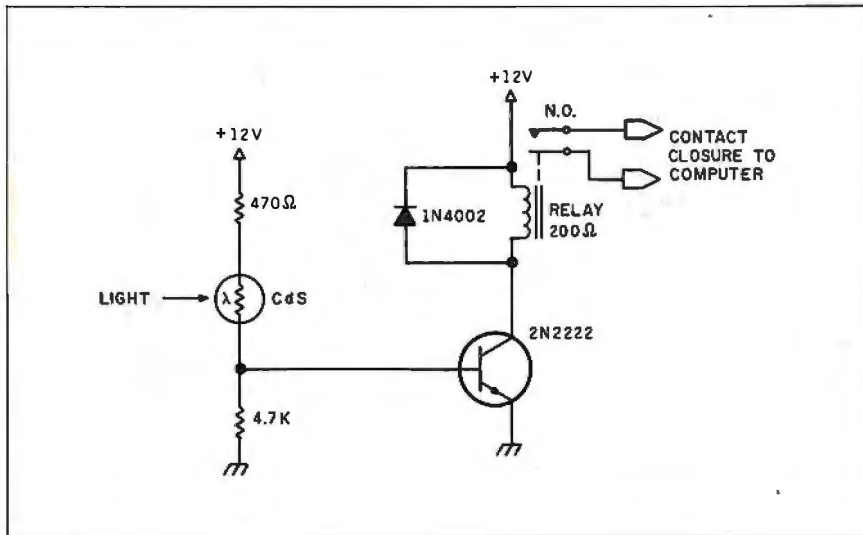 +12V
470Ω
LIGHT
λ
CdS
4.7K
+12V
1N4002
RELAY
200Ω
N.O.
CONTACT
CLOSURE TO
COMPUTER
2N2222